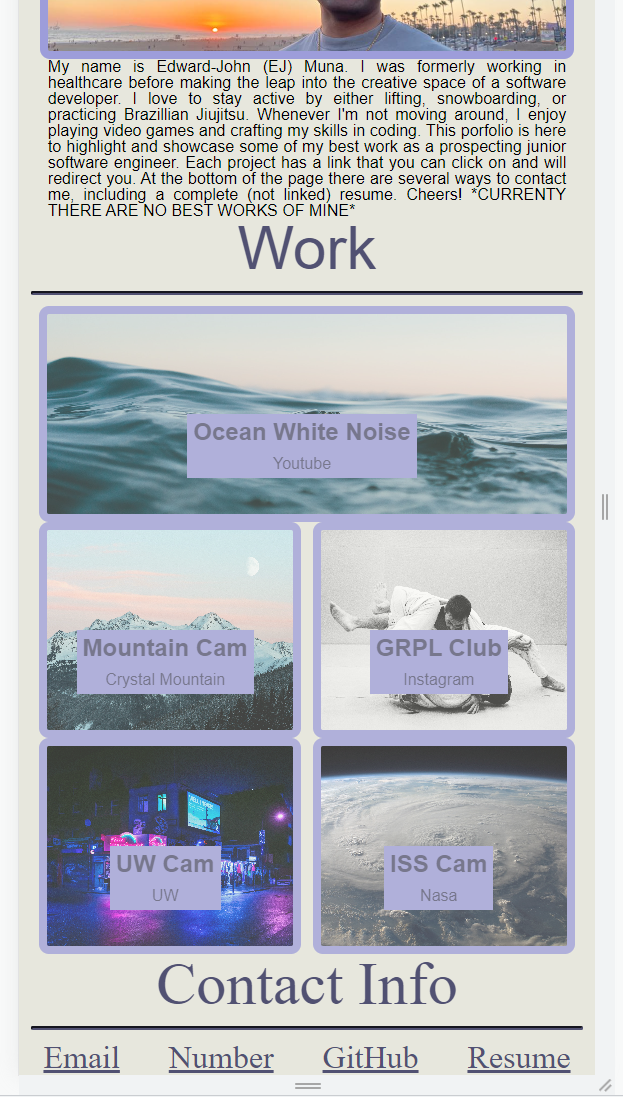 My name is Edward-John (EJ) Muna. I was formerly working in
healthcare before making the leap into the creative space of a software
developer. I love to stay active by either lifting, snowboarding, or
practicing Brazillian Jiujitsu. Whenever I'm not moving around, I enjoy
playing video games and crafting my skills in coding. This porfolio is here
to highlight and showcase some of my best work as a prospecting junior
software engineer. Each project has a link that you can click on and will
redirect you. At the bottom of the page there are several ways to contact
me, including a complete (not linked) resume. Cheers! *CURRENTY
THERE ARE NO BEST WORKS OF MINE*
Work
Ocean White Noise
Youtube
Mountain Cam
Crystal Mountain
GRPL Club
Instagram
UW Cam
UW
ISS Cam
Nasa
Contact Info
Email Number GitHub Resume